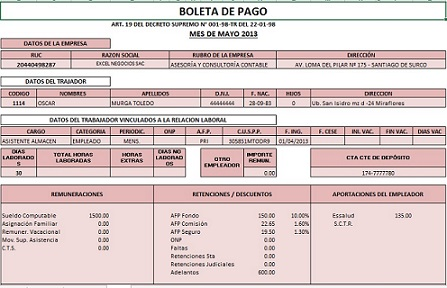 BOLETA DE PAGO
ART. 19 DEL DECRETO SUPREMO N° 001-98-TR DEL 22-01-98
MES DE MAYO 2013
DATOS DE LA EMPRESA
RUC RAZON SOCIAL RUBRO DE LA EMPRESA DIRECCIÓN
20440498287 EXCEL NEGOCIOS SAC ASESORÍA Y CONSULTORÍA CONTABLE AV. LOMA DEL PILAR Nº 175 - SANTIAGO DE SURCO
DATOS DEL TRAJADOR
CODIGO NOMBRES APELLIDOS D.N.I. F. NAC. HIJOS DIRECCION
1114 OSCAR MURGA TOLEDO 44444444 28-09-83 0 Ub. San Isidro mo d -24 Miraflores
DATOS DEL TRABAJADOR VINCULADOS A LA RELACION LABORAL
CARGO CATEGORIA PERIODIC. ONP A.F.P. C.U.S.P.P. F. ING. F. CESE INI. VAC. FIN VAC. DIAS VAC
ASISTENTE ALMACEN EMPLEADO MENS. PRI 305831MTODR9 01/04/2013
DIAS LABORADOS TOTAL HORAS LABORADAS HORAS EXTRAS DIAS NO LABORADOS OTRO EMPLEADOR IMPORTE REMUN. CTA CTE DE DEPÓSITO
30 0.00 174-7777780
REMUNERACIONES RETENCIONES / DESCUENTOS APORTACIONES DEL EMPLEADOR
Sueldo Computable 1500.00 AFP Fondo 150.00 10.00% Essalud 135.00
Asignación Familiar 0.00 AFP Comisión 22.65 1.60% S.C.T.R.
Remuner. Vacacional 0.00 AFP Seguro 19.50 1.30%
Mov. Sup. Asistencia 0.00 ONP 0.00
C.T.S. 0.00 Faltas 0.00
Retenciones 5ta 0.00
Retenciones Judiciales 0.00
Adelantos 600.00